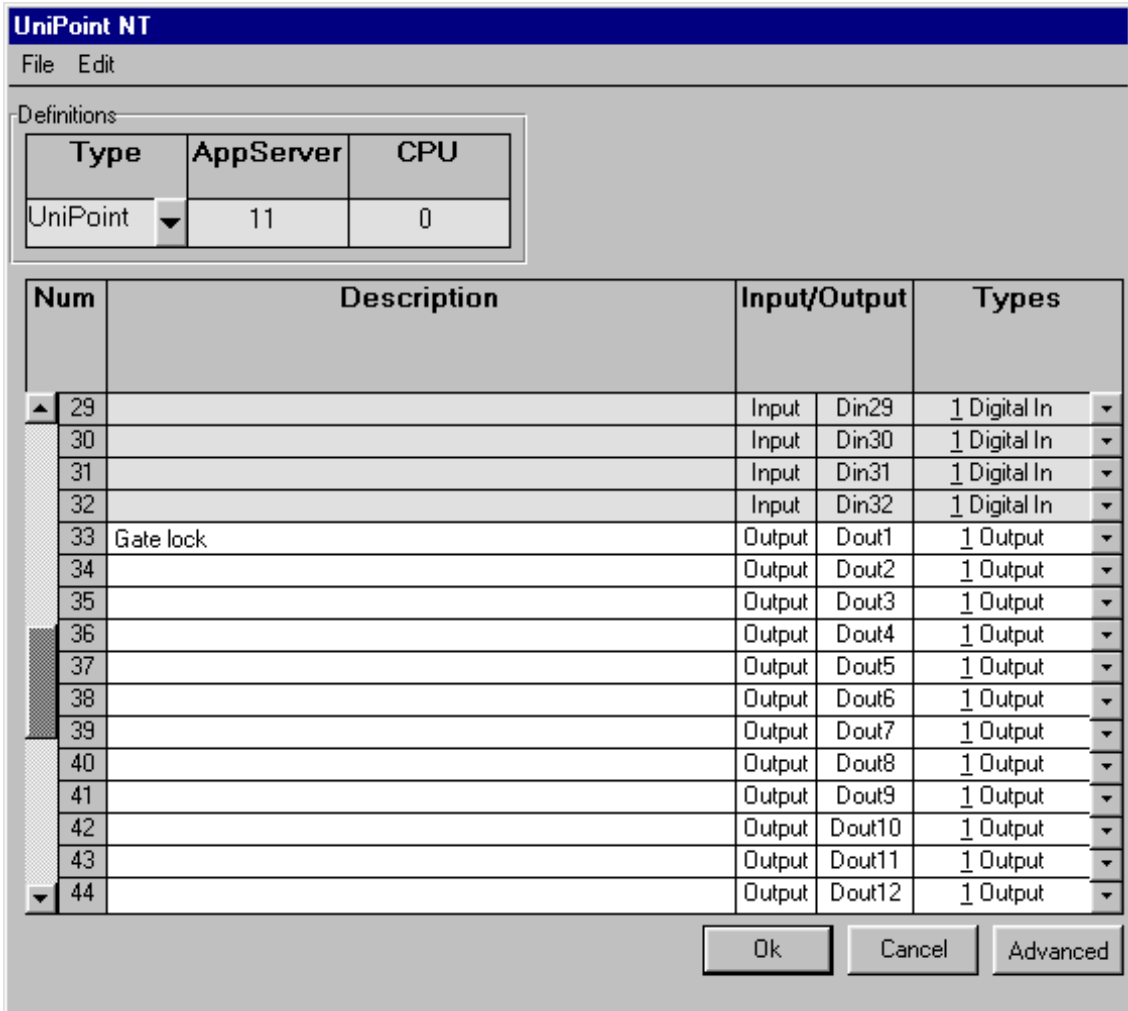 UniPoint NT
File Edit
Definitions
Type AppServer CPU
UniPoint 11 0
Num Description Input/Output Types
29 Input Din29 1 Digital In
30 Input Din30 1 Digital In
31 Input Din31 1 Digital In
32 Input Din32 1 Digital In
33 Gate lock Output Dout1 1 Output
34 Output Dout2 1 Output
35 Output Dout3 1 Output
36 Output Dout4 1 Output
37 Output Dout5 1 Output
38 Output Dout6 1 Output
39 Output Dout7 1 Output
40 Output Dout8 1 Output
41 Output Dout9 1 Output
42 Output Dout10 1 Output
43 Output Dout11 1 Output
44 Output Dout12 1 Output
Ok Cancel Advanced